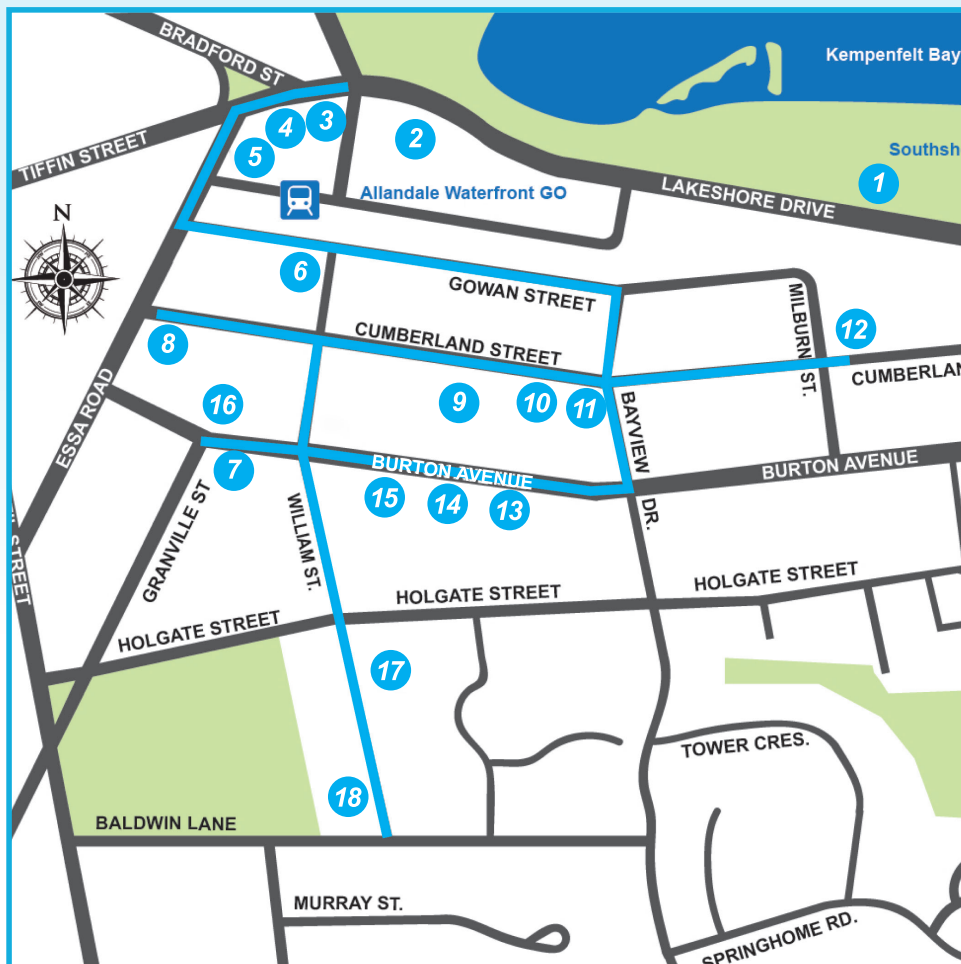 BRADFORD ST
Kempenfelt Bay
3
4
2
5
TIFFIN STREET
Southsh
1
Allandale Waterfront GO
LAKESHORE DRIVE
N
6
GOWAN STREET
MILBURN ST.
12
8
CUMBERLAND STREET
CUMBERLAN
ESSA ROAD
16
9
10
11
BAYVIEW DR.
7
BURTON AVENUE
BURTON AVENUE
15
14
13
GRANVILLE ST
WILLIAM ST.
STREET
HOLGATE STREET
HOLGATE STREET
HOLGATE STREET
17
TOWER CRES.
18
BALDWIN LANE
MURRAY ST.
SPRINGHOME RD.